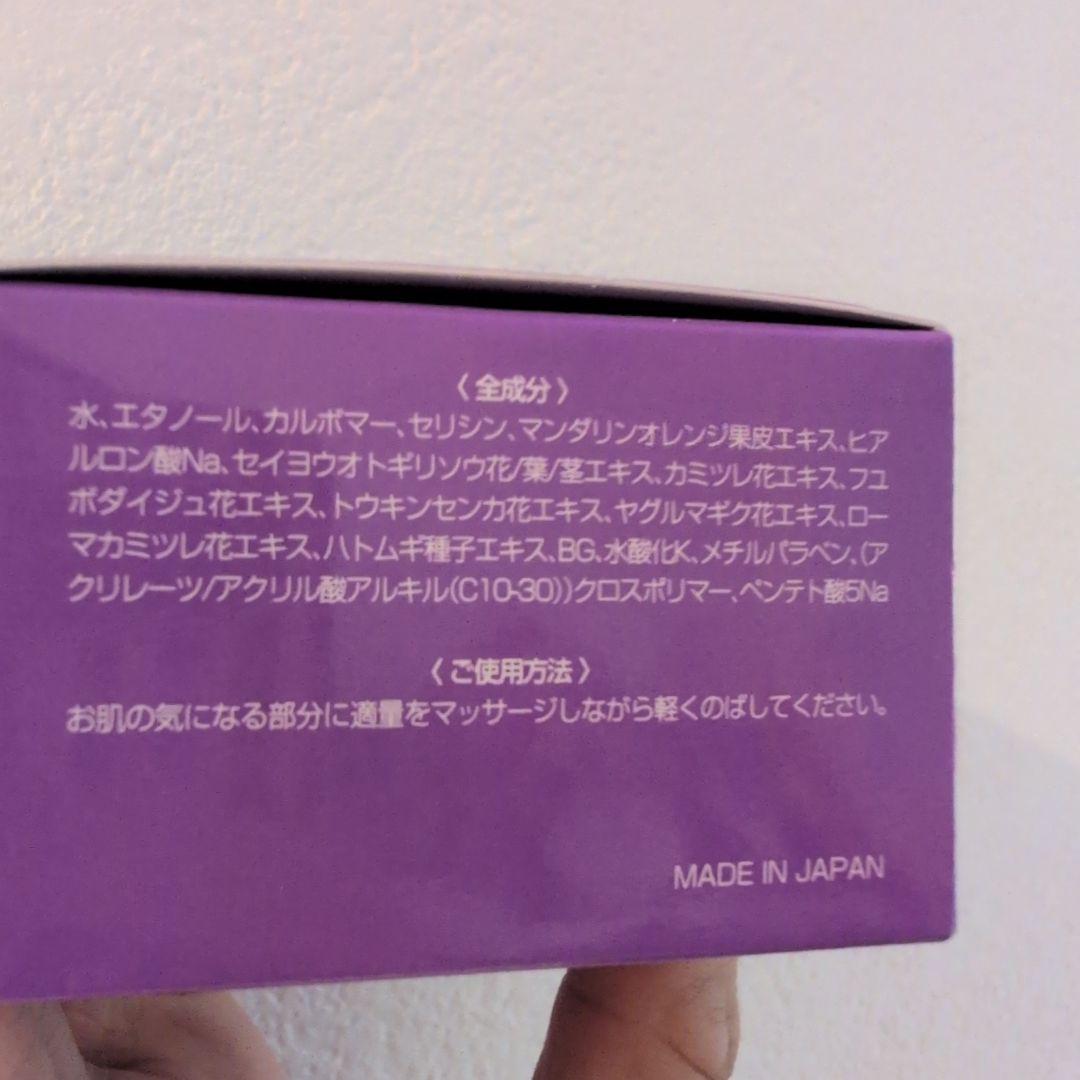 〈 全成分 〉
水、エタノール、カルボマー、セリシン、マンダリンオレンジ果皮エキス、ヒア
ルロン酸Na、セイヨウオトギリソウ花/葉/茎エキス、カミツレ花エキス、フユ
ボダイジュ花エキス、トウキンセンカ花エキス、ヤグルマギク花エキス、ロー
マカミツレ花エキス、ハトムギ種子エキス、BG、水酸化K、メチルパラベン、(ア
クリレーツ/アクリル酸アルキル(C10-30))クロスポリマー、ペンテト酸5Na
〈 ご使用方法 〉
お肌の気になる部分に適量をマッサージしながら軽くのばしてください。
MADE IN JAPAN